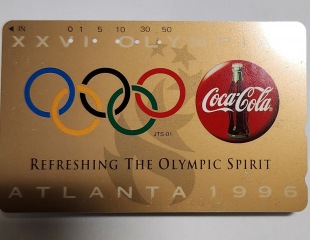 ◀ IN 0 1 5 10 30 50
XXVI OLYMPIC
Coca-Cola
JTS-01
REFRESHING THE OLYMPIC SPIRIT
ATLANTA 1996